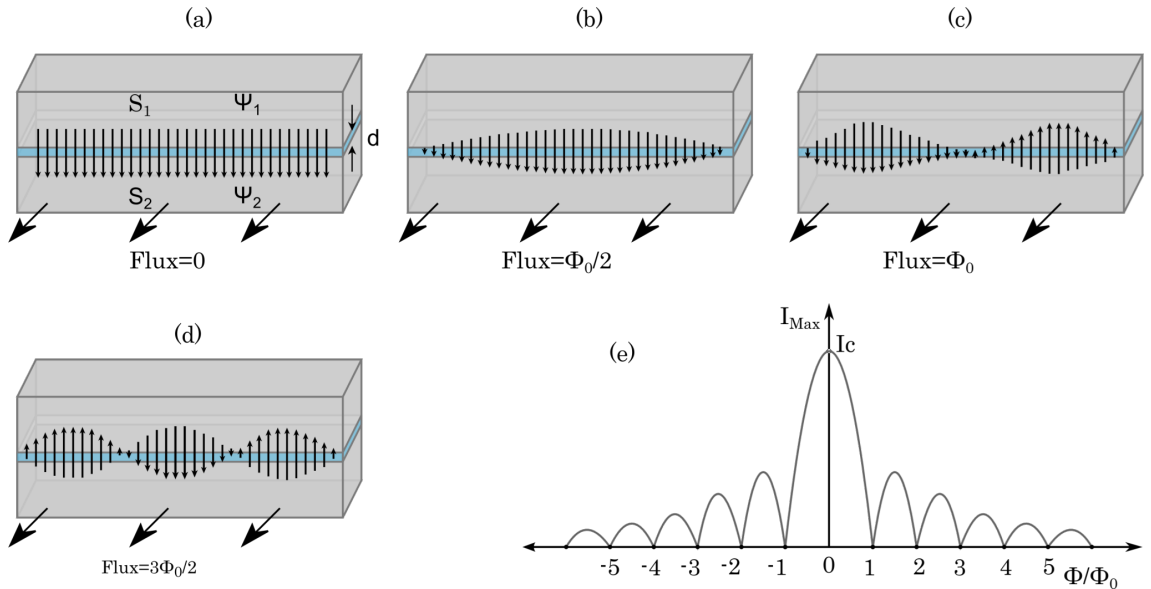 (a)
(b)
(c)
S₁ Ψ₁
d
S₂ Ψ₂
Flux=0
Flux=Φ₀/2
Flux=Φ₀
(d)
Flux=3Φ₀/2
(e)
I_Max
Ic
-5 -4 -3 -2 -1 0 1 2 3 4 5 Φ/Φ₀